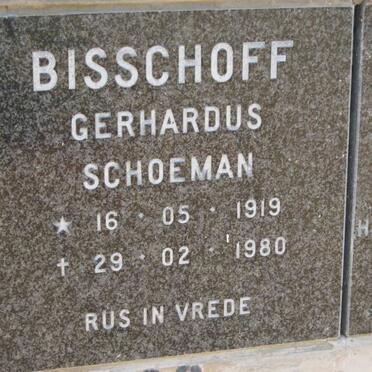 BISSCHOFF
GERHARDUS
SCHOEMAN
★ 16 · 05 · 1919
† 29 · 02 · 1980
RUS IN VREDE
H